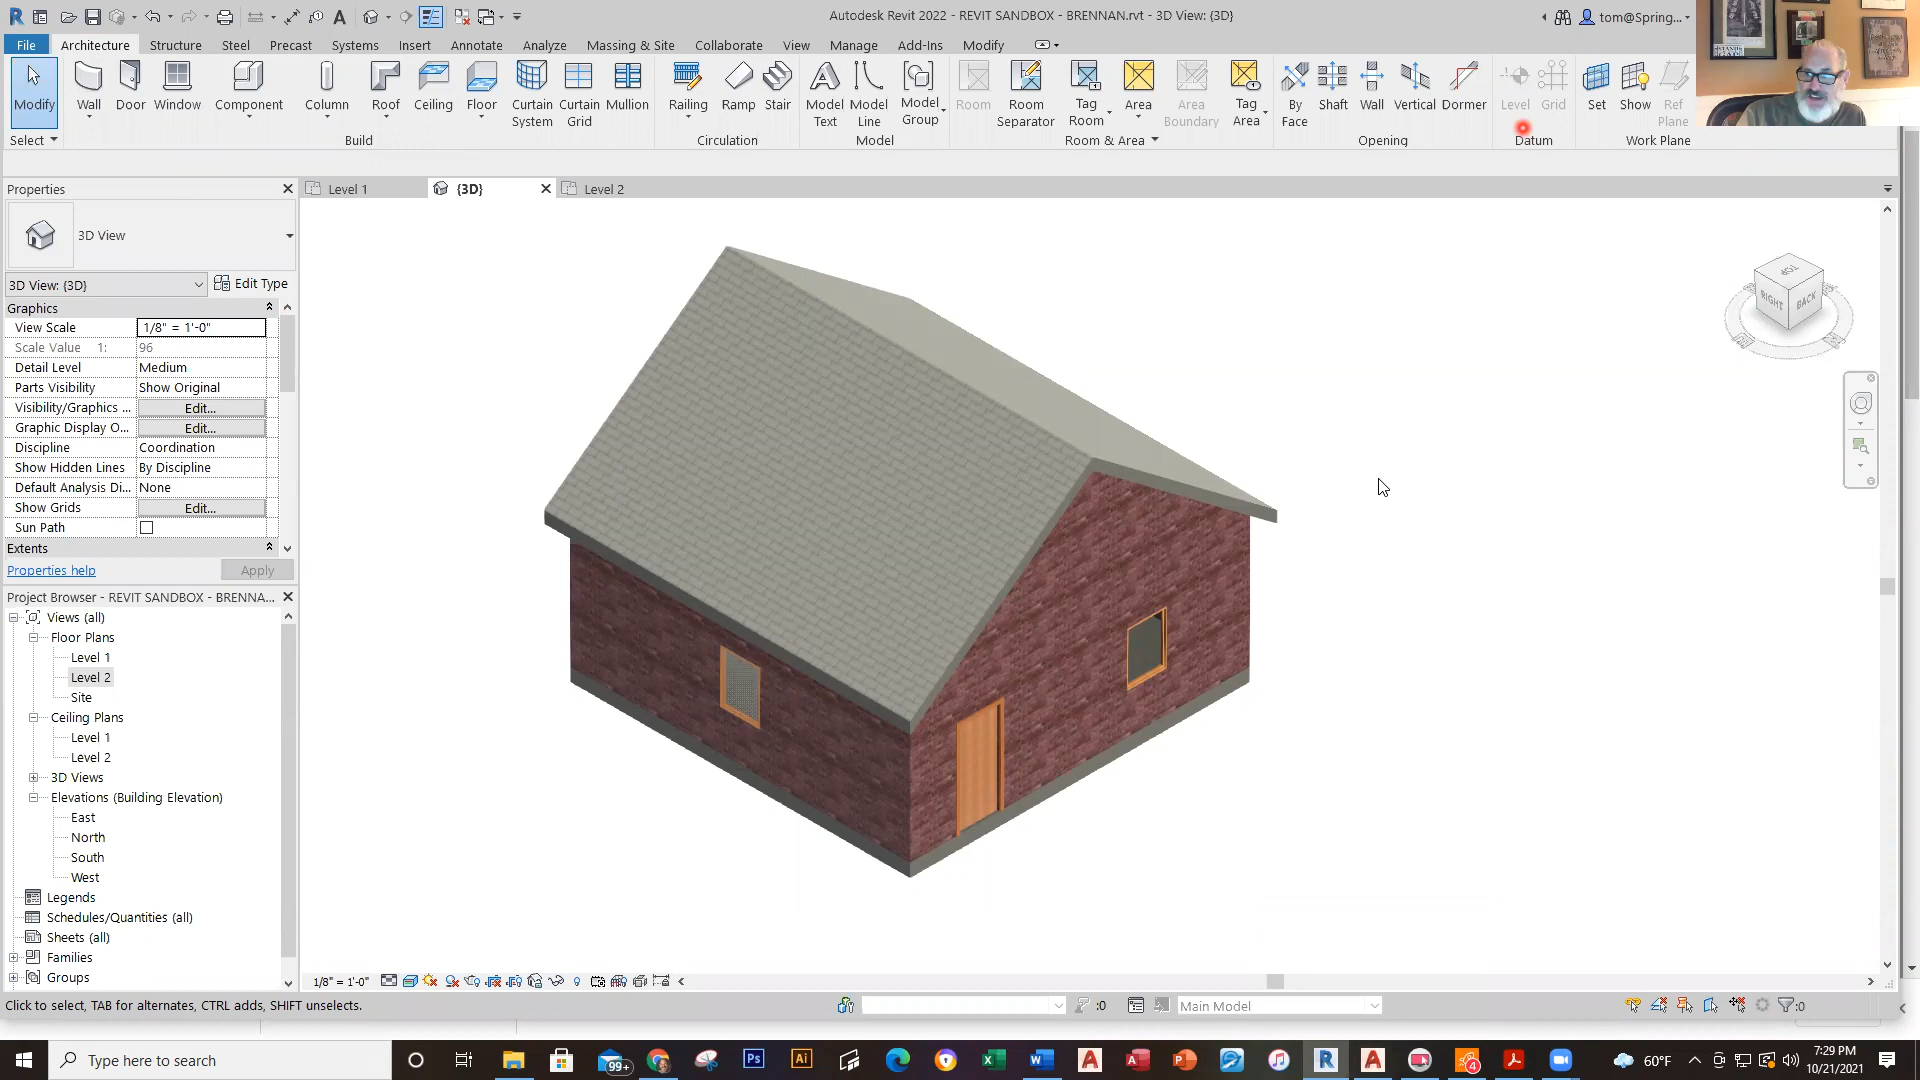 Autodesk Revit 2022 - REVIT SANDBOX - BRENNAN.rvt - 3D View: {3D}
tom@Spring...
File Architecture Structure Steel Precast Systems Insert Annotate Analyze Massing & Site Collaborate View Manage Add-Ins Modify
Modify Wall Door Window Component Column Roof Ceiling Floor Curtain System Curtain Grid Mullion Railing Ramp Stair Model Text Model Line Model Group Room Room Separator Tag Room Area Area Boundary Tag Area By Face Shaft Wall Vertical Dormer Level Grid Set Show Ref Plane
Select Build Circulation Model Room & Area Opening Datum Work Plane
Properties
Level 1 {3D} Level 2
3D View
3D View: {3D} Edit Type
Graphics
View Scale 1/8" = 1'-0"
Scale Value 1: 96
Detail Level Medium
Parts Visibility Show Original
Visibility/Graphics ... Edit...
Graphic Display O... Edit...
Discipline Coordination
Show Hidden Lines By Discipline
Default Analysis Di... None
Show Grids Edit...
Sun Path
Extents
Properties help Apply
TOP
RIGHT BACK
Project Browser - REVIT SANDBOX - BRENNA...
Views (all)
Floor Plans
Level 1
Level 2
Site
Ceiling Plans
Level 1
Level 2
3D Views
Elevations (Building Elevation)
East
North
South
West
Legends
Schedules/Quantities (all)
Sheets (all)
Families
Groups
1/8" = 1'-0"
Click to select, TAB for alternates, CTRL adds, SHIFT unselects.
:0 Main Model :0
Type here to search
99+ Ps Ai 4
60°F
7:29 PM
10/21/2021